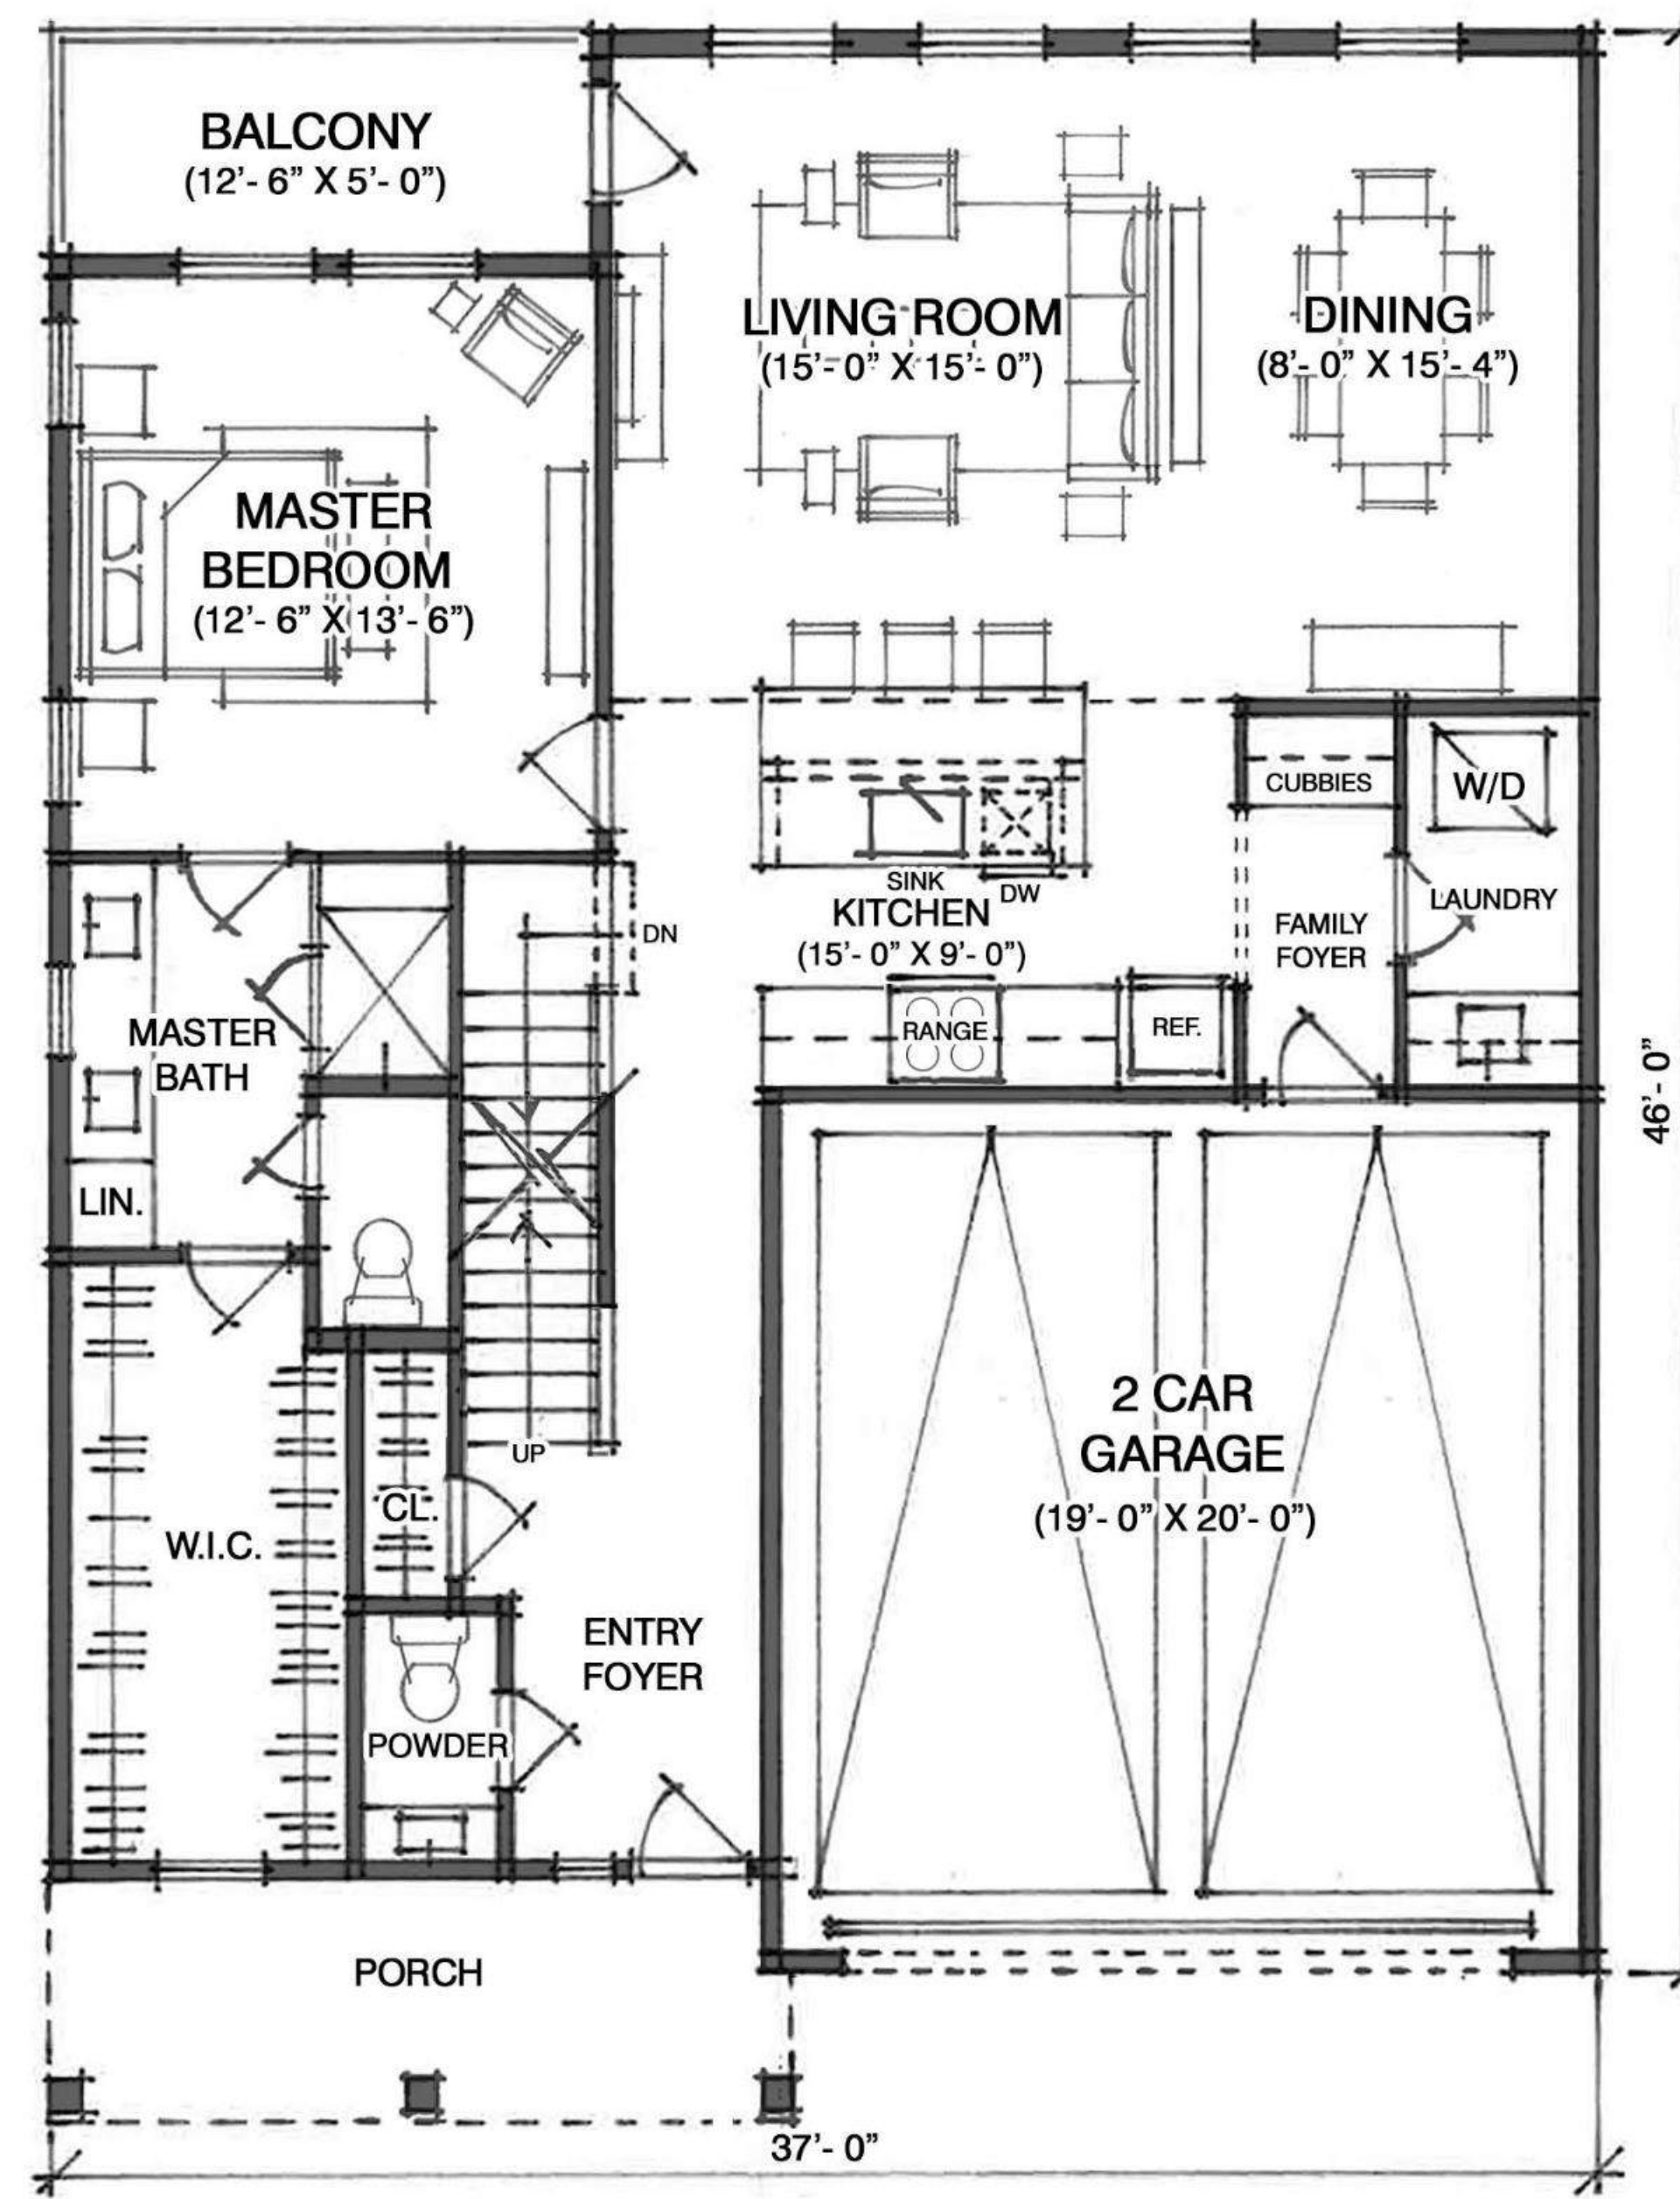 BALCONY
(12'- 6” X 5'- 0”)
LIVING ROOM
(15'- 0” X 15'- 0”)
DINING
(8'- 0” X 15'- 4”)
MASTER
BEDROOM
(12'- 6” X 13'- 6”)
CUBBIES
W/D
SINK
DW
KITCHEN
(15'- 0” X 9'- 0”)
LAUNDRY
FAMILY
FOYER
DN
RANGE
REF.
MASTER
BATH
LIN.
46'- 0”
2 CAR
GARAGE
(19'- 0” X 20'- 0”)
UP
CL.
W.I.C.
ENTRY
FOYER
POWDER
PORCH
37'- 0”